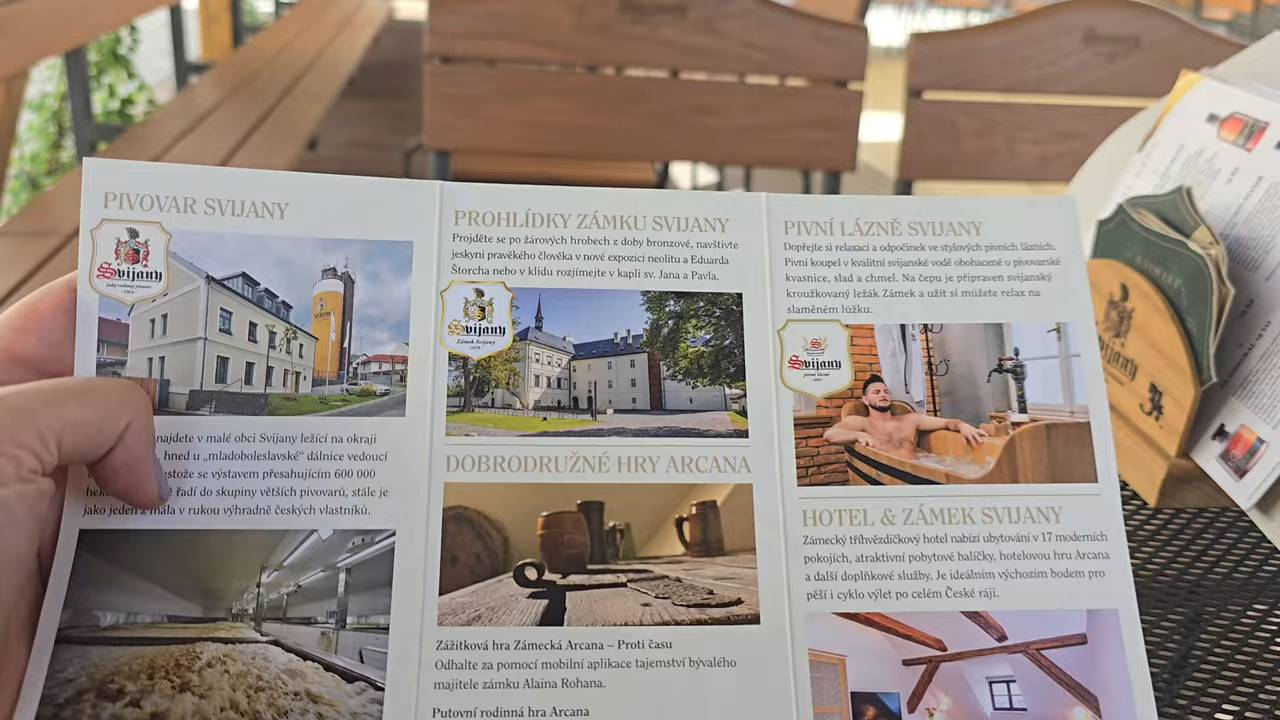 PIVOVAR SVIJANY
Svijany
najdete v malé obci Svijany ležící na okraji
hned u „mladoboleslavské“ dálnice vedoucí
výstavem přesahujícím 600 000
řadí do skupiny větších pivovarů, stále je
jako jeden z mála v rukou výhradně českých vlastníků.
PROHLÍDKY ZÁMKU SVIJANY
Projděte se po žárových hrobech z doby bronzové, navštivte
jeskyni pravěkého člověka v nové expozici neolitu a Eduarda
Štorcha nebo v klidu rozjímejte v kapli sv. Jana a Pavla.
Svijany
Zámek Svijany
DOBRODRUŽNÉ HRY ARCANA
Zážitková hra Zámecká Arcana – Proti času
Odhalte za pomocí mobilní aplikace tajemství bývalého
majitele zámku Alaina Rohana.
Putovní rodinná hra Arcana
PIVNÍ LÁZNĚ SVIJANY
Dopřejte si relaxaci a odpočinek ve stylových pivních lázních.
Pivní koupel v kvalitní svijanské vodě obohacené o pivovarské
kvasnice, slad a chmel. Na čepu je připraven svijanský
kroužkovaný ležák Zámek a užít si můžete relax na
slaměném lůžku.
Svijany
pivní lázně
HOTEL & ZÁMEK SVIJANY
Zámecký tříhvězdičkový hotel nabízí ubytování v 17 moderních
pokojích, atraktivní pobytové balíčky, hotelovou hru Arcana
a další doplňkové služby. Je ideálním výchozím bodem pro
pěší i cyklo výlet po celém České ráji.
Svijany